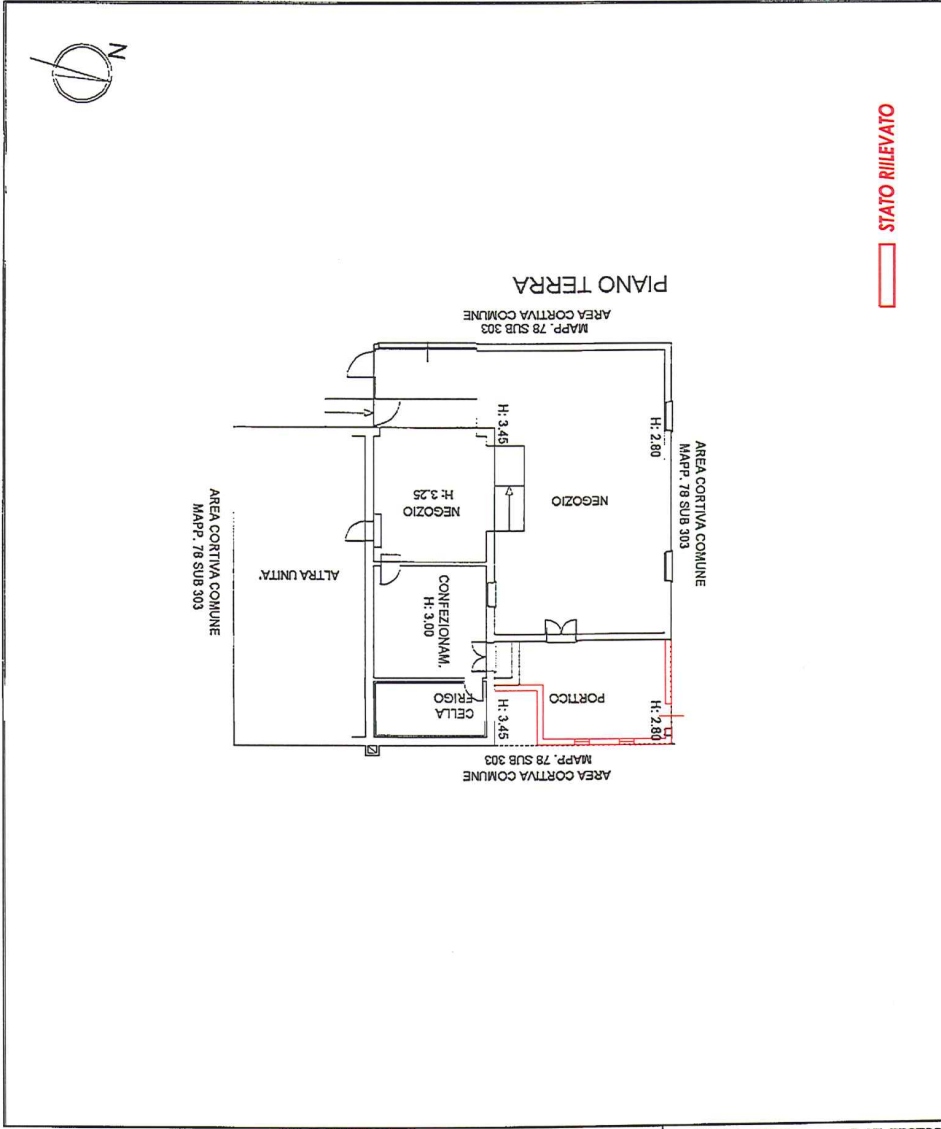 N
STATO RILEVATO
PIANO TERRA
AREA CORTIVA COMUNE
MAPP. 78 SUB 303
H: 3.45
H: 2.80
AREA CORTIVA COMUNE
MAPP. 78 SUB 303
NEGOZIO
H: 3.25
NEGOZIO
AREA CORTIVA COMUNE
MAPP. 78 SUB 303
ALTRA UNITA'
CONFEZIONAM.
H: 3.00
CELLA
FRIGO
H: 3.45
PORTICO
H: 2.80
AREA CORTIVA COMUNE
MAPP. 78 SUB 303